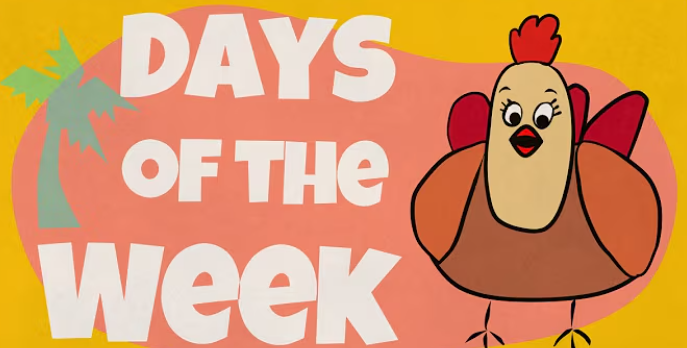 DAYS
OF THe
WeeK